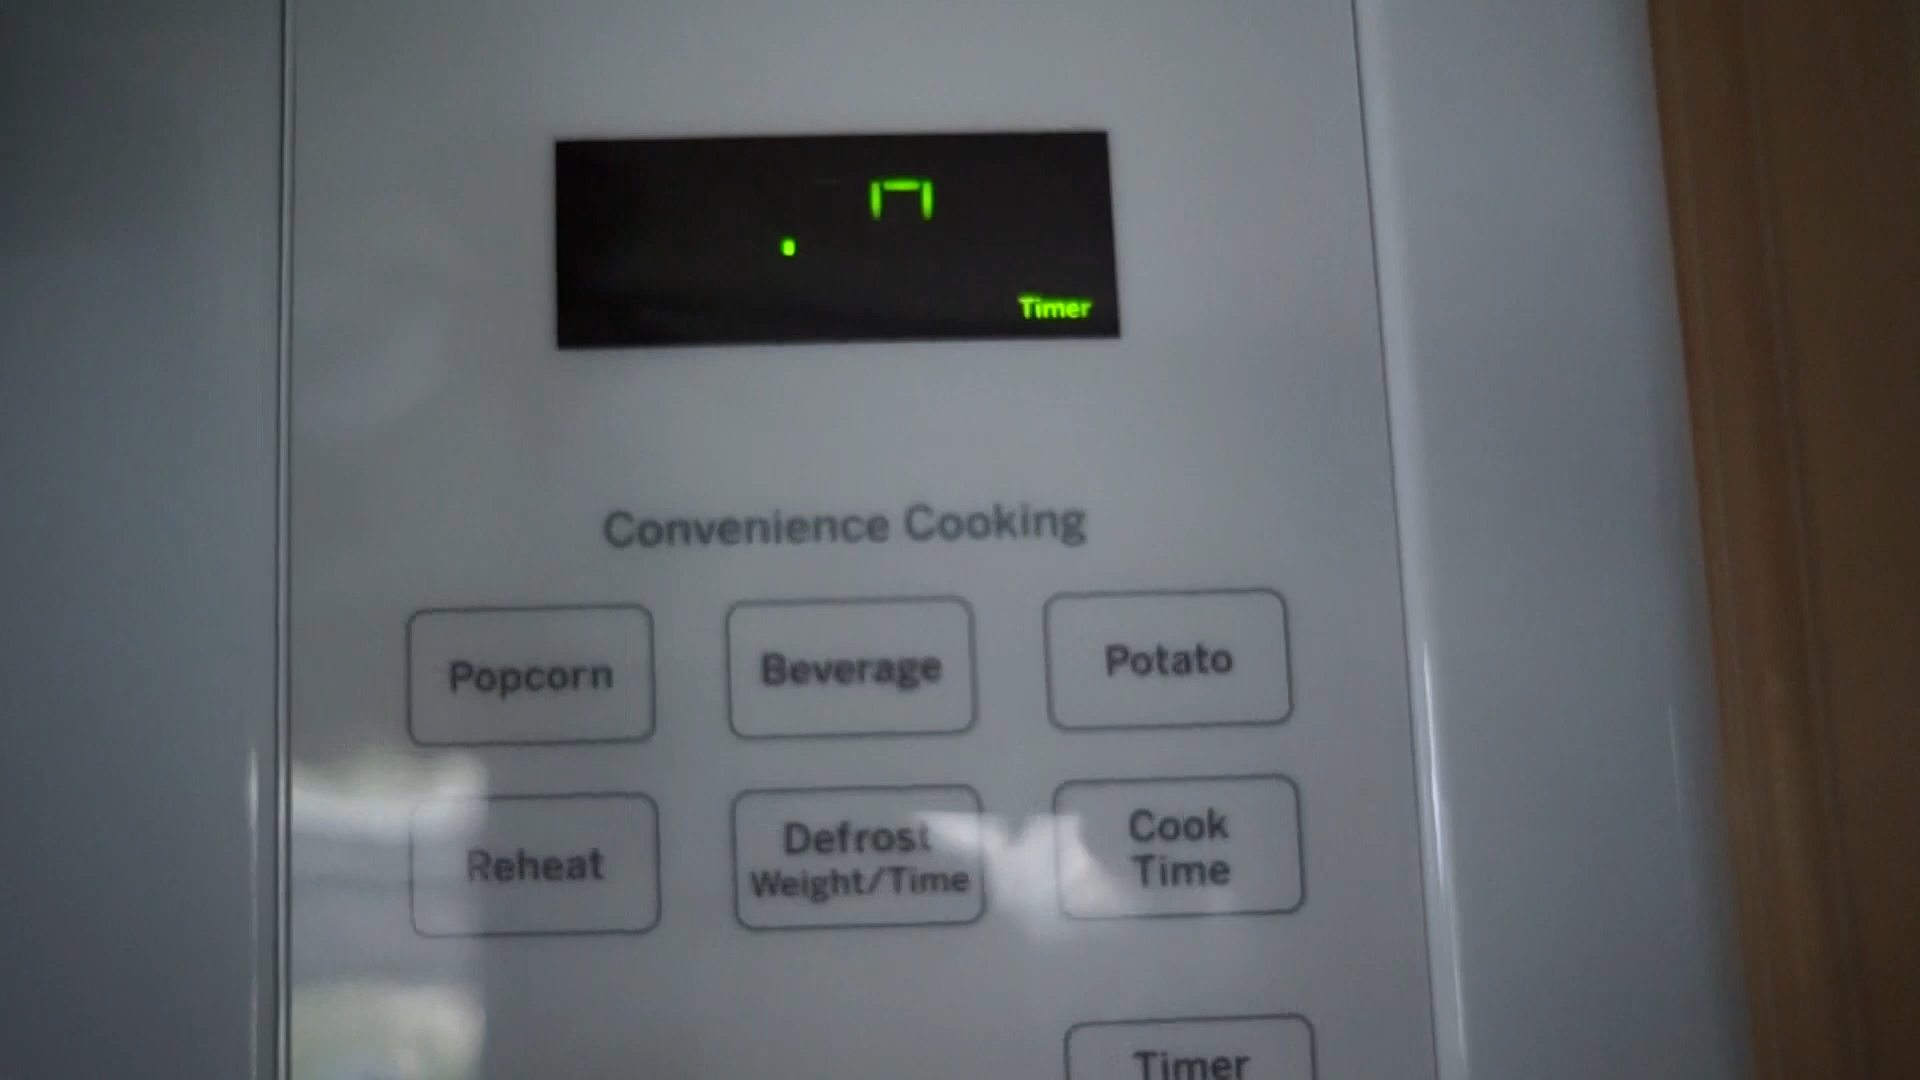 Timer
Convenience Cooking
Popcorn
Beverage
Potato
Reheat
Defrost
Weight/Time
Cook
Time
Timer